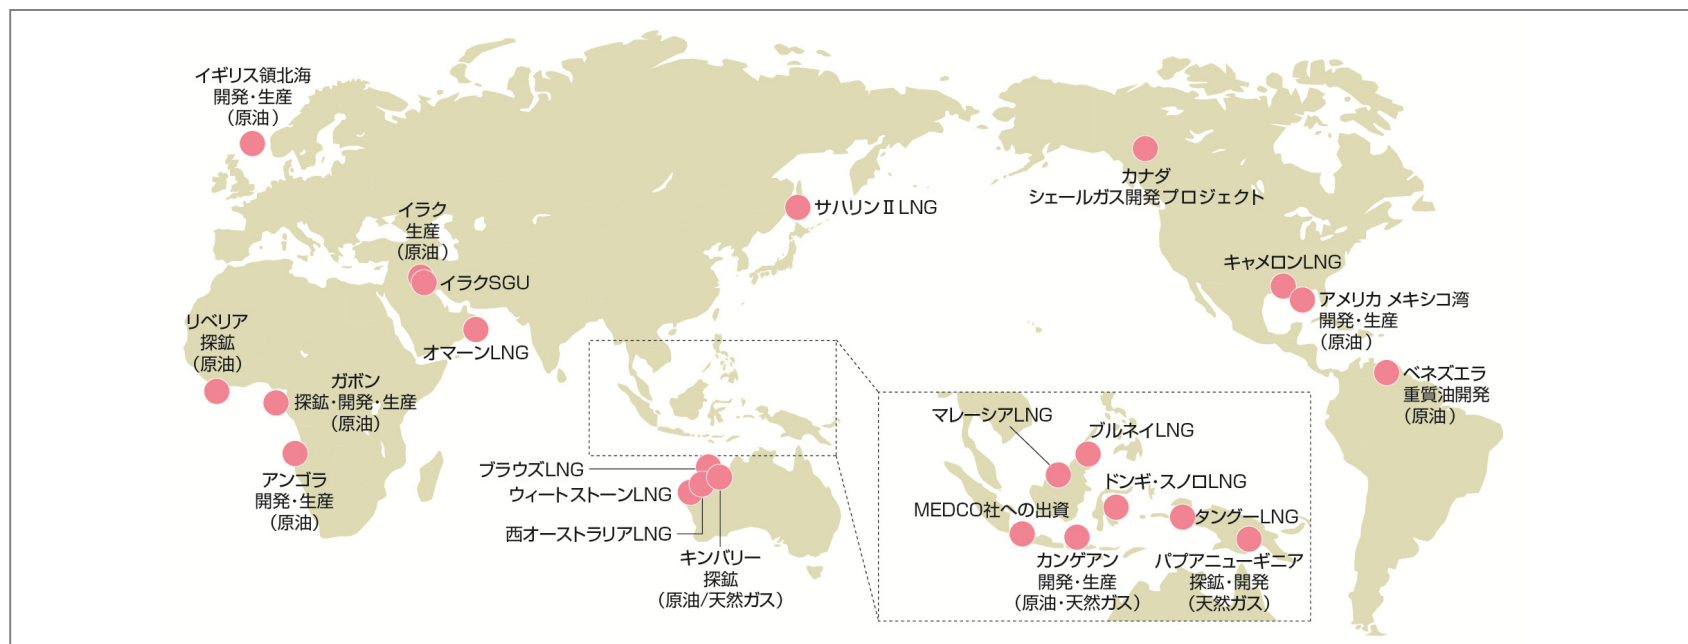 イギリス領北海
開発・生産
(原油)
イラク
生産
(原油)
イラクSGU
オマーンLNG
リベリア
探鉱
(原油)
ガボン
探鉱・開発・生産
(原油)
アンゴラ
開発・生産
(原油)
サハリンⅡLNG
ブラウズLNG
ウィートストーンLNG
西オーストラリアLNG
キンバリー
探鉱
(原油/天然ガス)
カナダ
シェールガス開発プロジェクト
キャメロンLNG
アメリカ メキシコ湾
開発・生産
(原油)
ベネズエラ
重質油開発
(原油)
マレーシアLNG
ブルネイLNG
ドンギ・スノロLNG
MEDCO社への出資
タングーLNG
カンゲアン
開発・生産
(原油・天然ガス)
パプアニューギニア
探鉱・開発
(天然ガス)